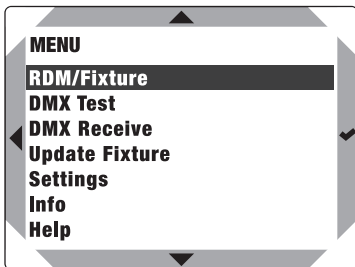 MENU
RDM/Fixture
DMX Test
DMX Receive
Update Fixture
Settings
Info
Help